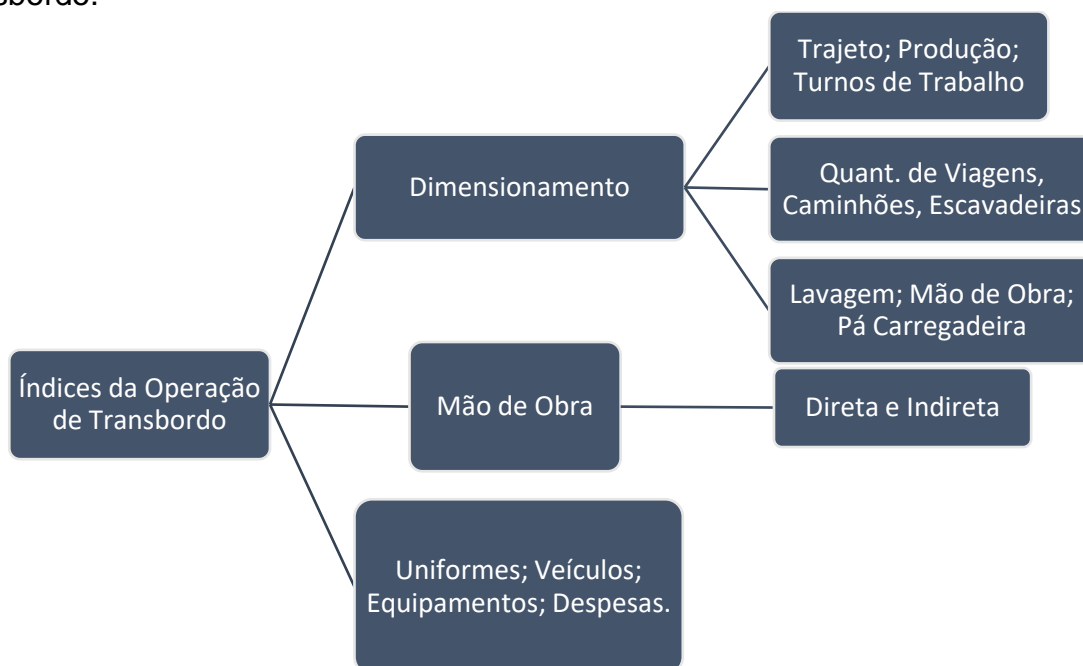 Trajeto; Produção;
Turnos de Trabalho
Dimensionamento
Quant. de Viagens,
Caminhões, Escavadeiras
Lavagem; Mão de Obra;
Pá Carregadeira
Índices da Operação
de Transbordo
Mão de Obra
Direta e Indireta
Uniformes; Veículos;
Equipamentos; Despesas.